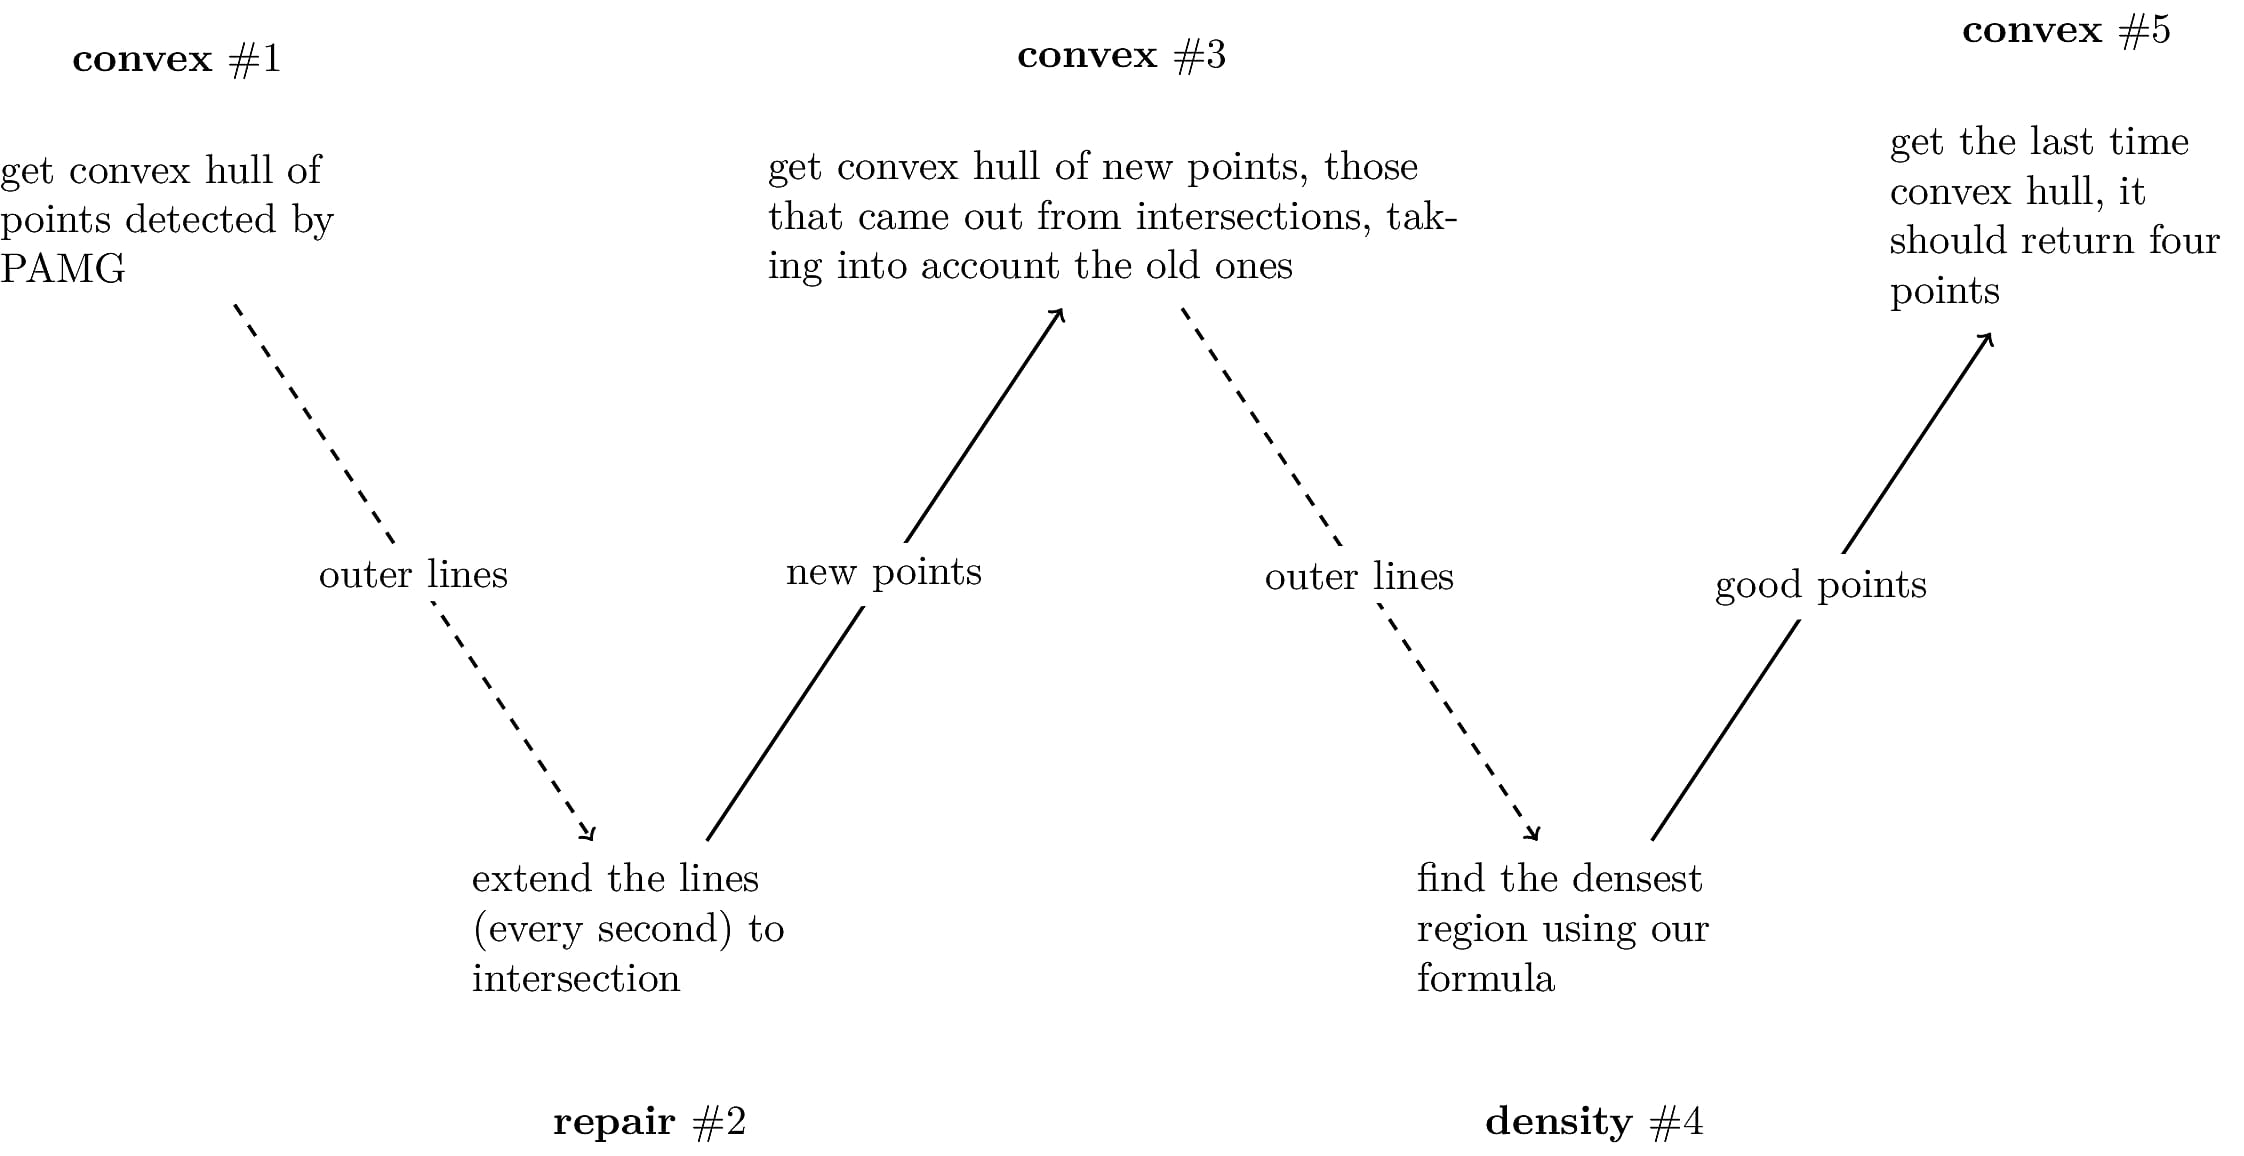 convex #1
get convex hull of
points detected by
PAMG
convex #3
get convex hull of new points, those
that came out from intersections, tak-
ing into account the old ones
convex #5
get the last time
convex hull, it
should return four
points
outer lines
new points
outer lines
good points
extend the lines
(every second) to
intersection
find the densest
region using our
formula
repair #2
density #4